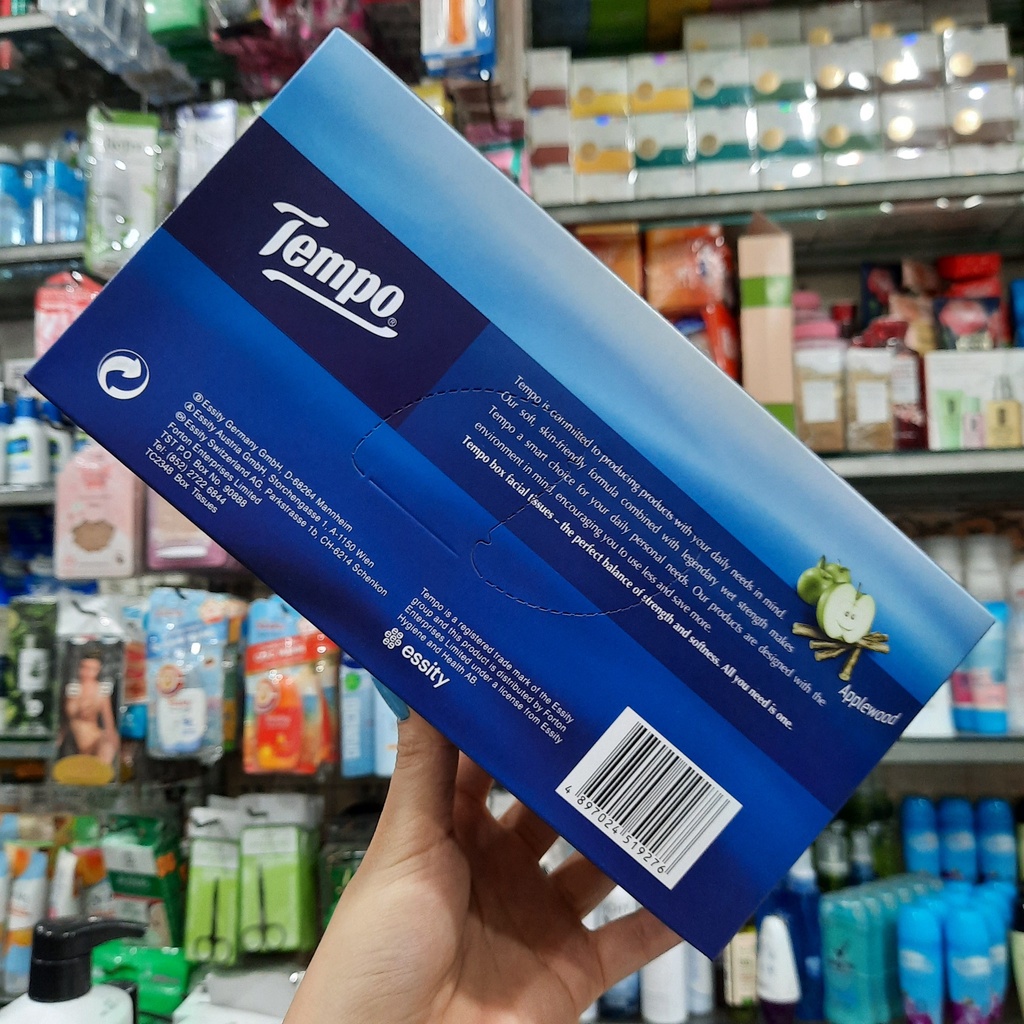 Tempo®
Tempo is committed to producing products with your daily needs in mind.
Our soft, skin-friendly formula combined with legendary wet strength makes
Tempo a smart choice for your daily personal needs. Our products are designed with the
environment in mind, encouraging you to use less and save more.
Tempo box facial tissues – the perfect balance of strength and softness. All you need is one.
Applewood
Ⓓ Essity Germany GmbH, D-68264 Mannheim
Ⓐ Essity Austria GmbH, Storchengasse 1, A-1150 Wien
Essity Switzerland AG, Parkstrasse 1b, CH-6214 Schenkon
Forton Enterprises Limited
TST P.O. Box No. 90888
Tel: (852) 2722 6844
TC234B Box Tissues
Tempo is a registered trade mark of the Essity
group and this product is distributed by Forton
Enterprises Limited under a license from Essity
Hygiene and Health AB.
essity
4 897024 519276